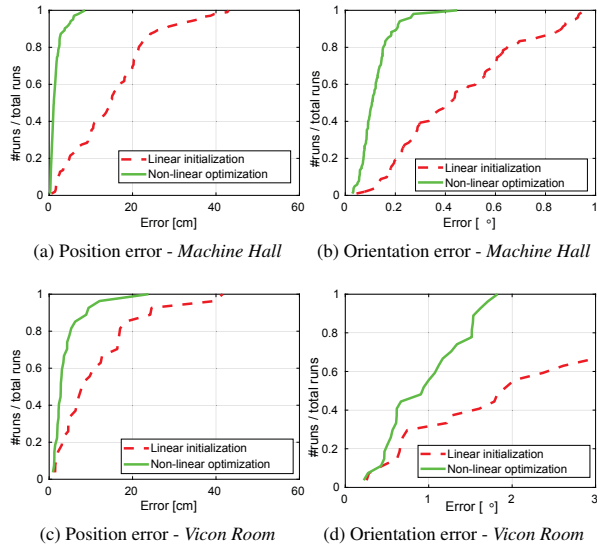 1
0.8
0.6
0.4
0.2
0
#runs / total runs
Linear initialization
Non-linear optimization
0 20 40 60
Error [cm]
(a) Position error - Machine Hall
1
0.8
0.6
0.4
0.2
0
#runs / total runs
Linear initialization
Non-linear optimization
0 0.2 0.4 0.6 0.8 1
Error [ °]
(b) Orientation error - Machine Hall
1
0.8
0.6
0.4
0.2
0
#runs / total runs
Linear initialization
Non-linear optimization
0 20 40 60
Error [cm]
(c) Position error - Vicon Room
1
0.8
0.6
0.4
0.2
0
#runs / total runs
Linear initialization
Non-linear optimization
0 1 2 3
Error [ °]
(d) Orientation error - Vicon Room